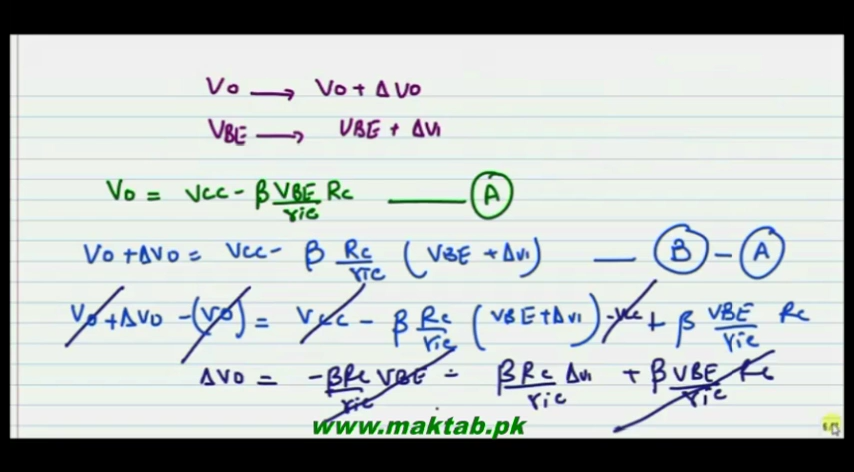 Vo → Vo + ΔVo
VBE → VBE + Δvi
Vo = Vcc - β VBE/ric Rc — A
Vo + ΔVo = Vcc - β Rc/ric (VBE + Δvi) — B - A
Vo + ΔVo - (Vo) = Vcc - β Rc/ric (VBE + Δvi) - Vcc + β VBE/ric Rc
ΔVo = - βRc/ric VBE - βRc/ric Δvi + β VBE/ric Rc
www.maktab.pk